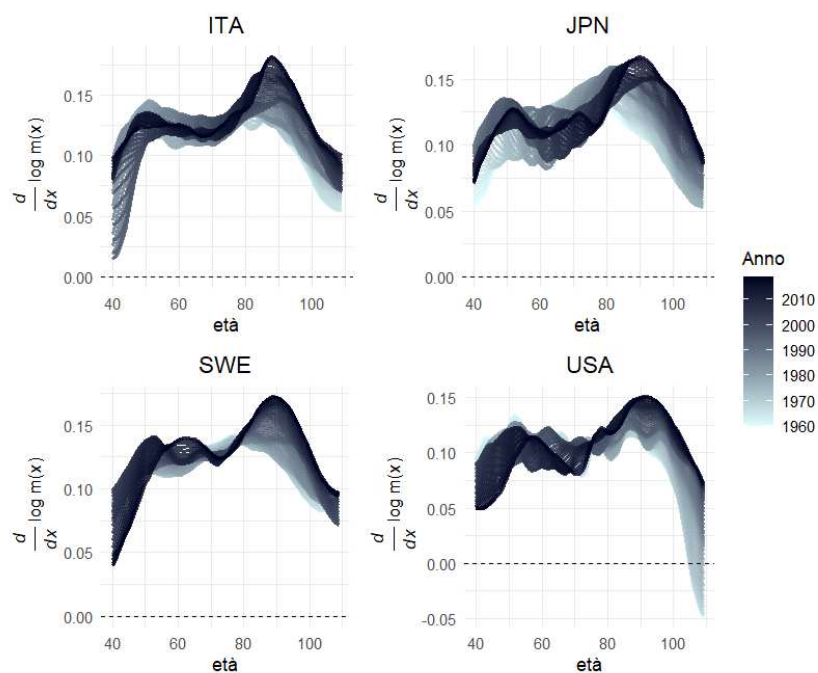 ITA
d/dx log m(x)
0.15
0.10
0.05
0.00
40 60 80 100
età
JPN
d/dx log m(x)
0.15
0.10
0.05
0.00
40 60 80 100
età
SWE
d/dx log m(x)
0.15
0.10
0.05
0.00
40 60 80 100
età
USA
d/dx log m(x)
0.15
0.10
0.05
0.00
-0.05
40 60 80 100
età
Anno
2010
2000
1990
1980
1970
1960